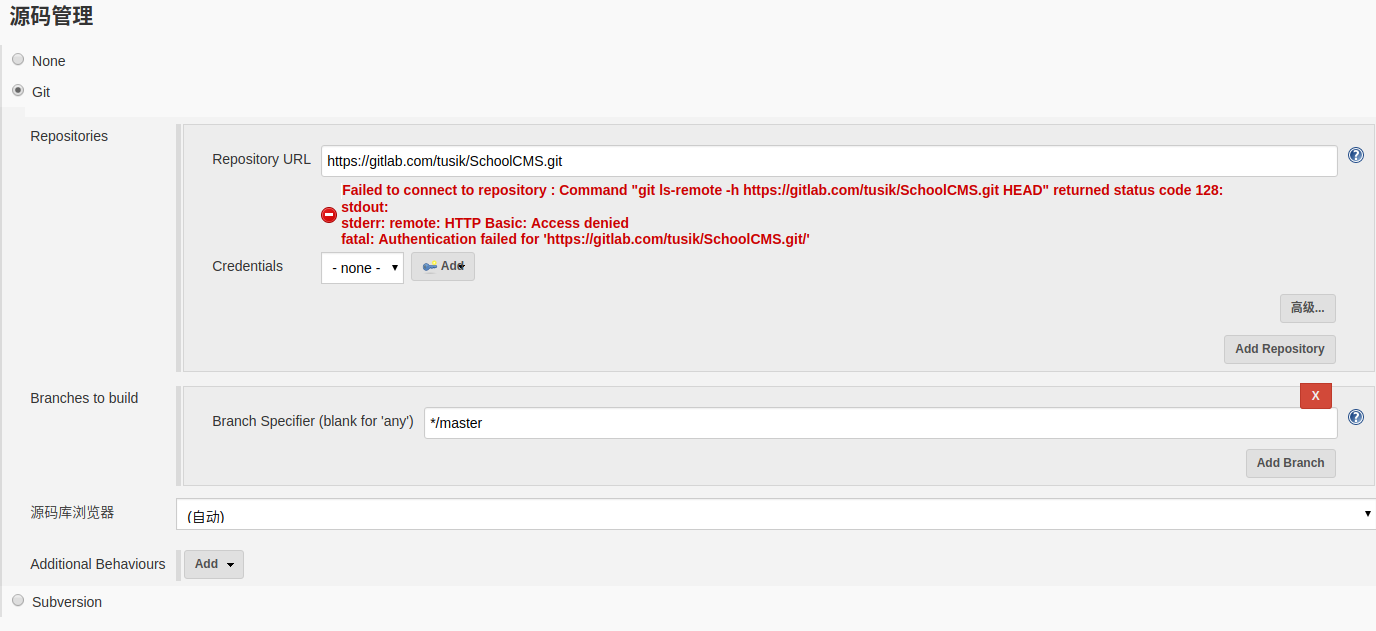 源码管理
None
Git
Repositories
Repository URL
https://gitlab.com/tusik/SchoolCMS.git
Failed to connect to repository : Command "git ls-remote -h https://gitlab.com/tusik/SchoolCMS.git HEAD" returned status code 128:
stdout:
stderr: remote: HTTP Basic: Access denied
fatal: Authentication failed for 'https://gitlab.com/tusik/SchoolCMS.git/'
Credentials
- none -
Add
高级...
Add Repository
Branches to build
X
Branch Specifier (blank for 'any')
*/master
Add Branch
源码库浏览器
(自动)
Additional Behaviours
Add
Subversion